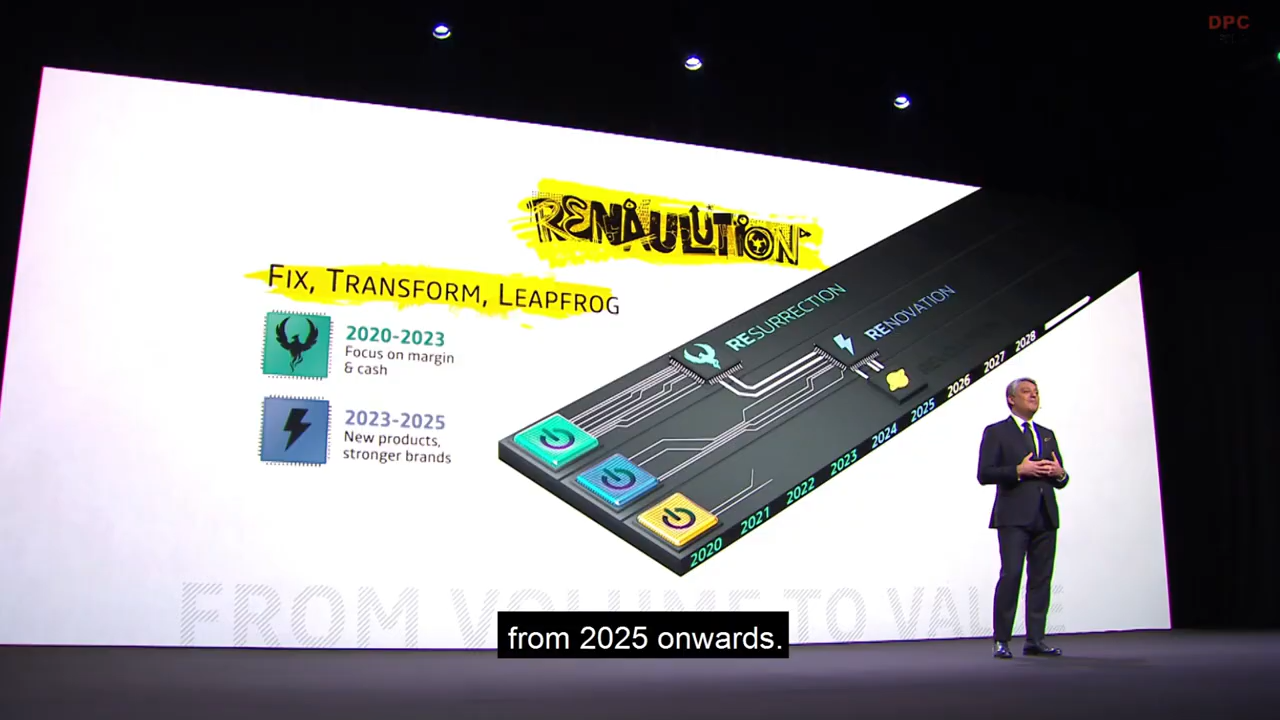 DPC
RENAULUTION
FIX, TRANSFORM, LEAPFROG
2020-2023
Focus on margin
& cash
2023-2025
New products,
stronger brands
RESURRECTION
RENOVATION
2020
2021
2022
2023
2024
2025
2026
2027
2028
FROM VOLUME TO VALUE
from 2025 onwards.